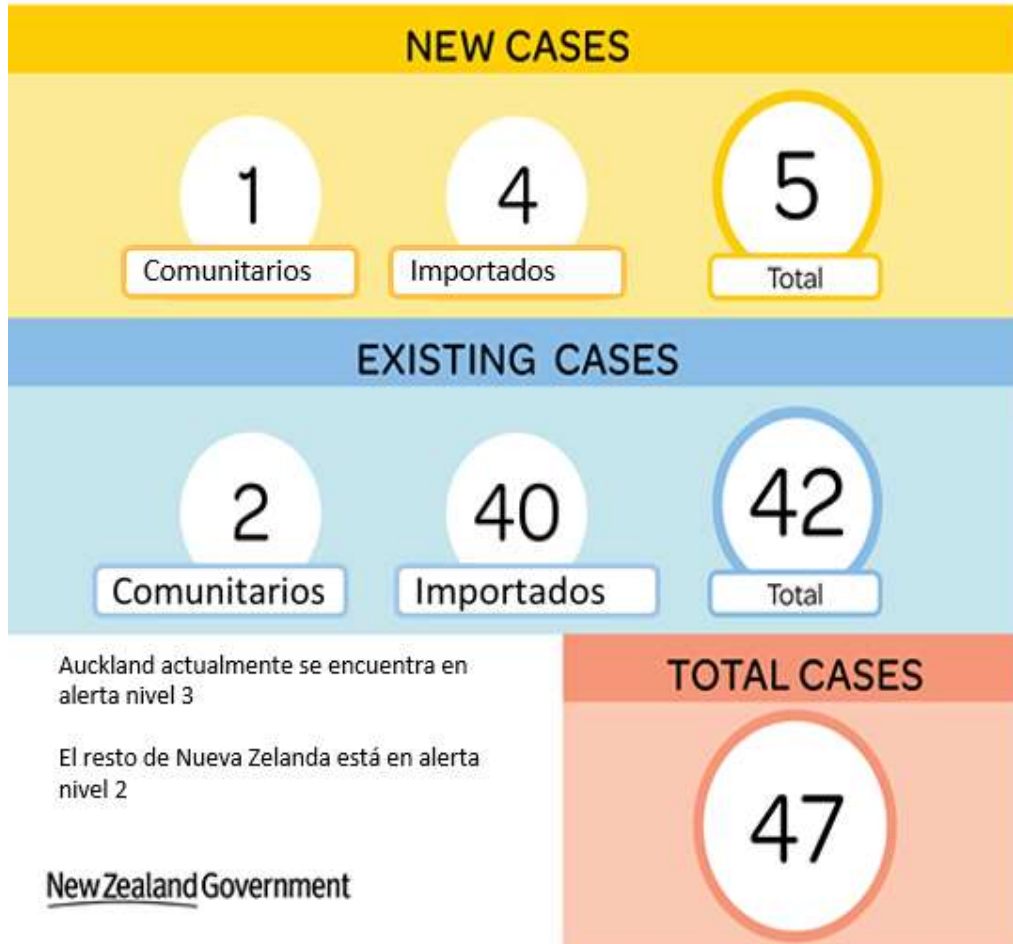 NEW CASES
1
4
5
Comunitarios
Importados
Total
EXISTING CASES
2
40
42
Comunitarios
Importados
Total
Auckland actualmente se encuentra en
alerta nivel 3
El resto de Nueva Zelanda está en alerta
nivel 2
New Zealand Government
TOTAL CASES
47